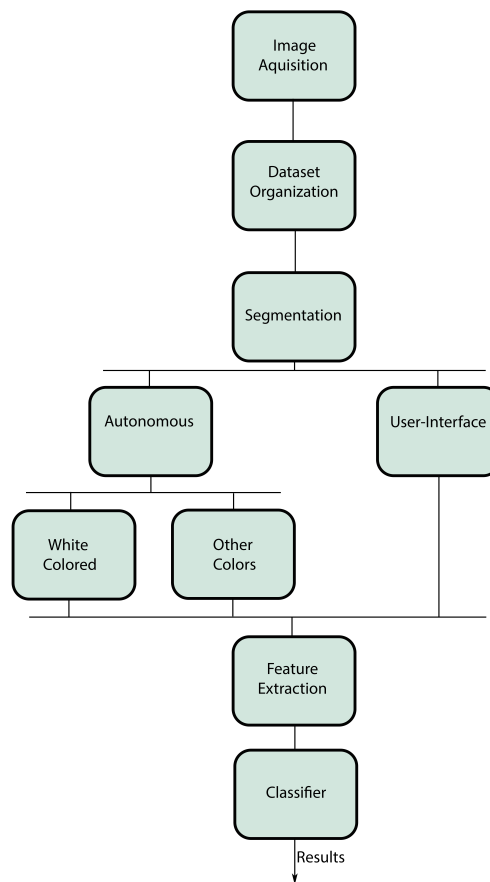 Image
Aquisition
Dataset
Organization
Segmentation
Autonomous
User-Interface
White
Colored
Other
Colors
Feature
Extraction
Classifier
Results